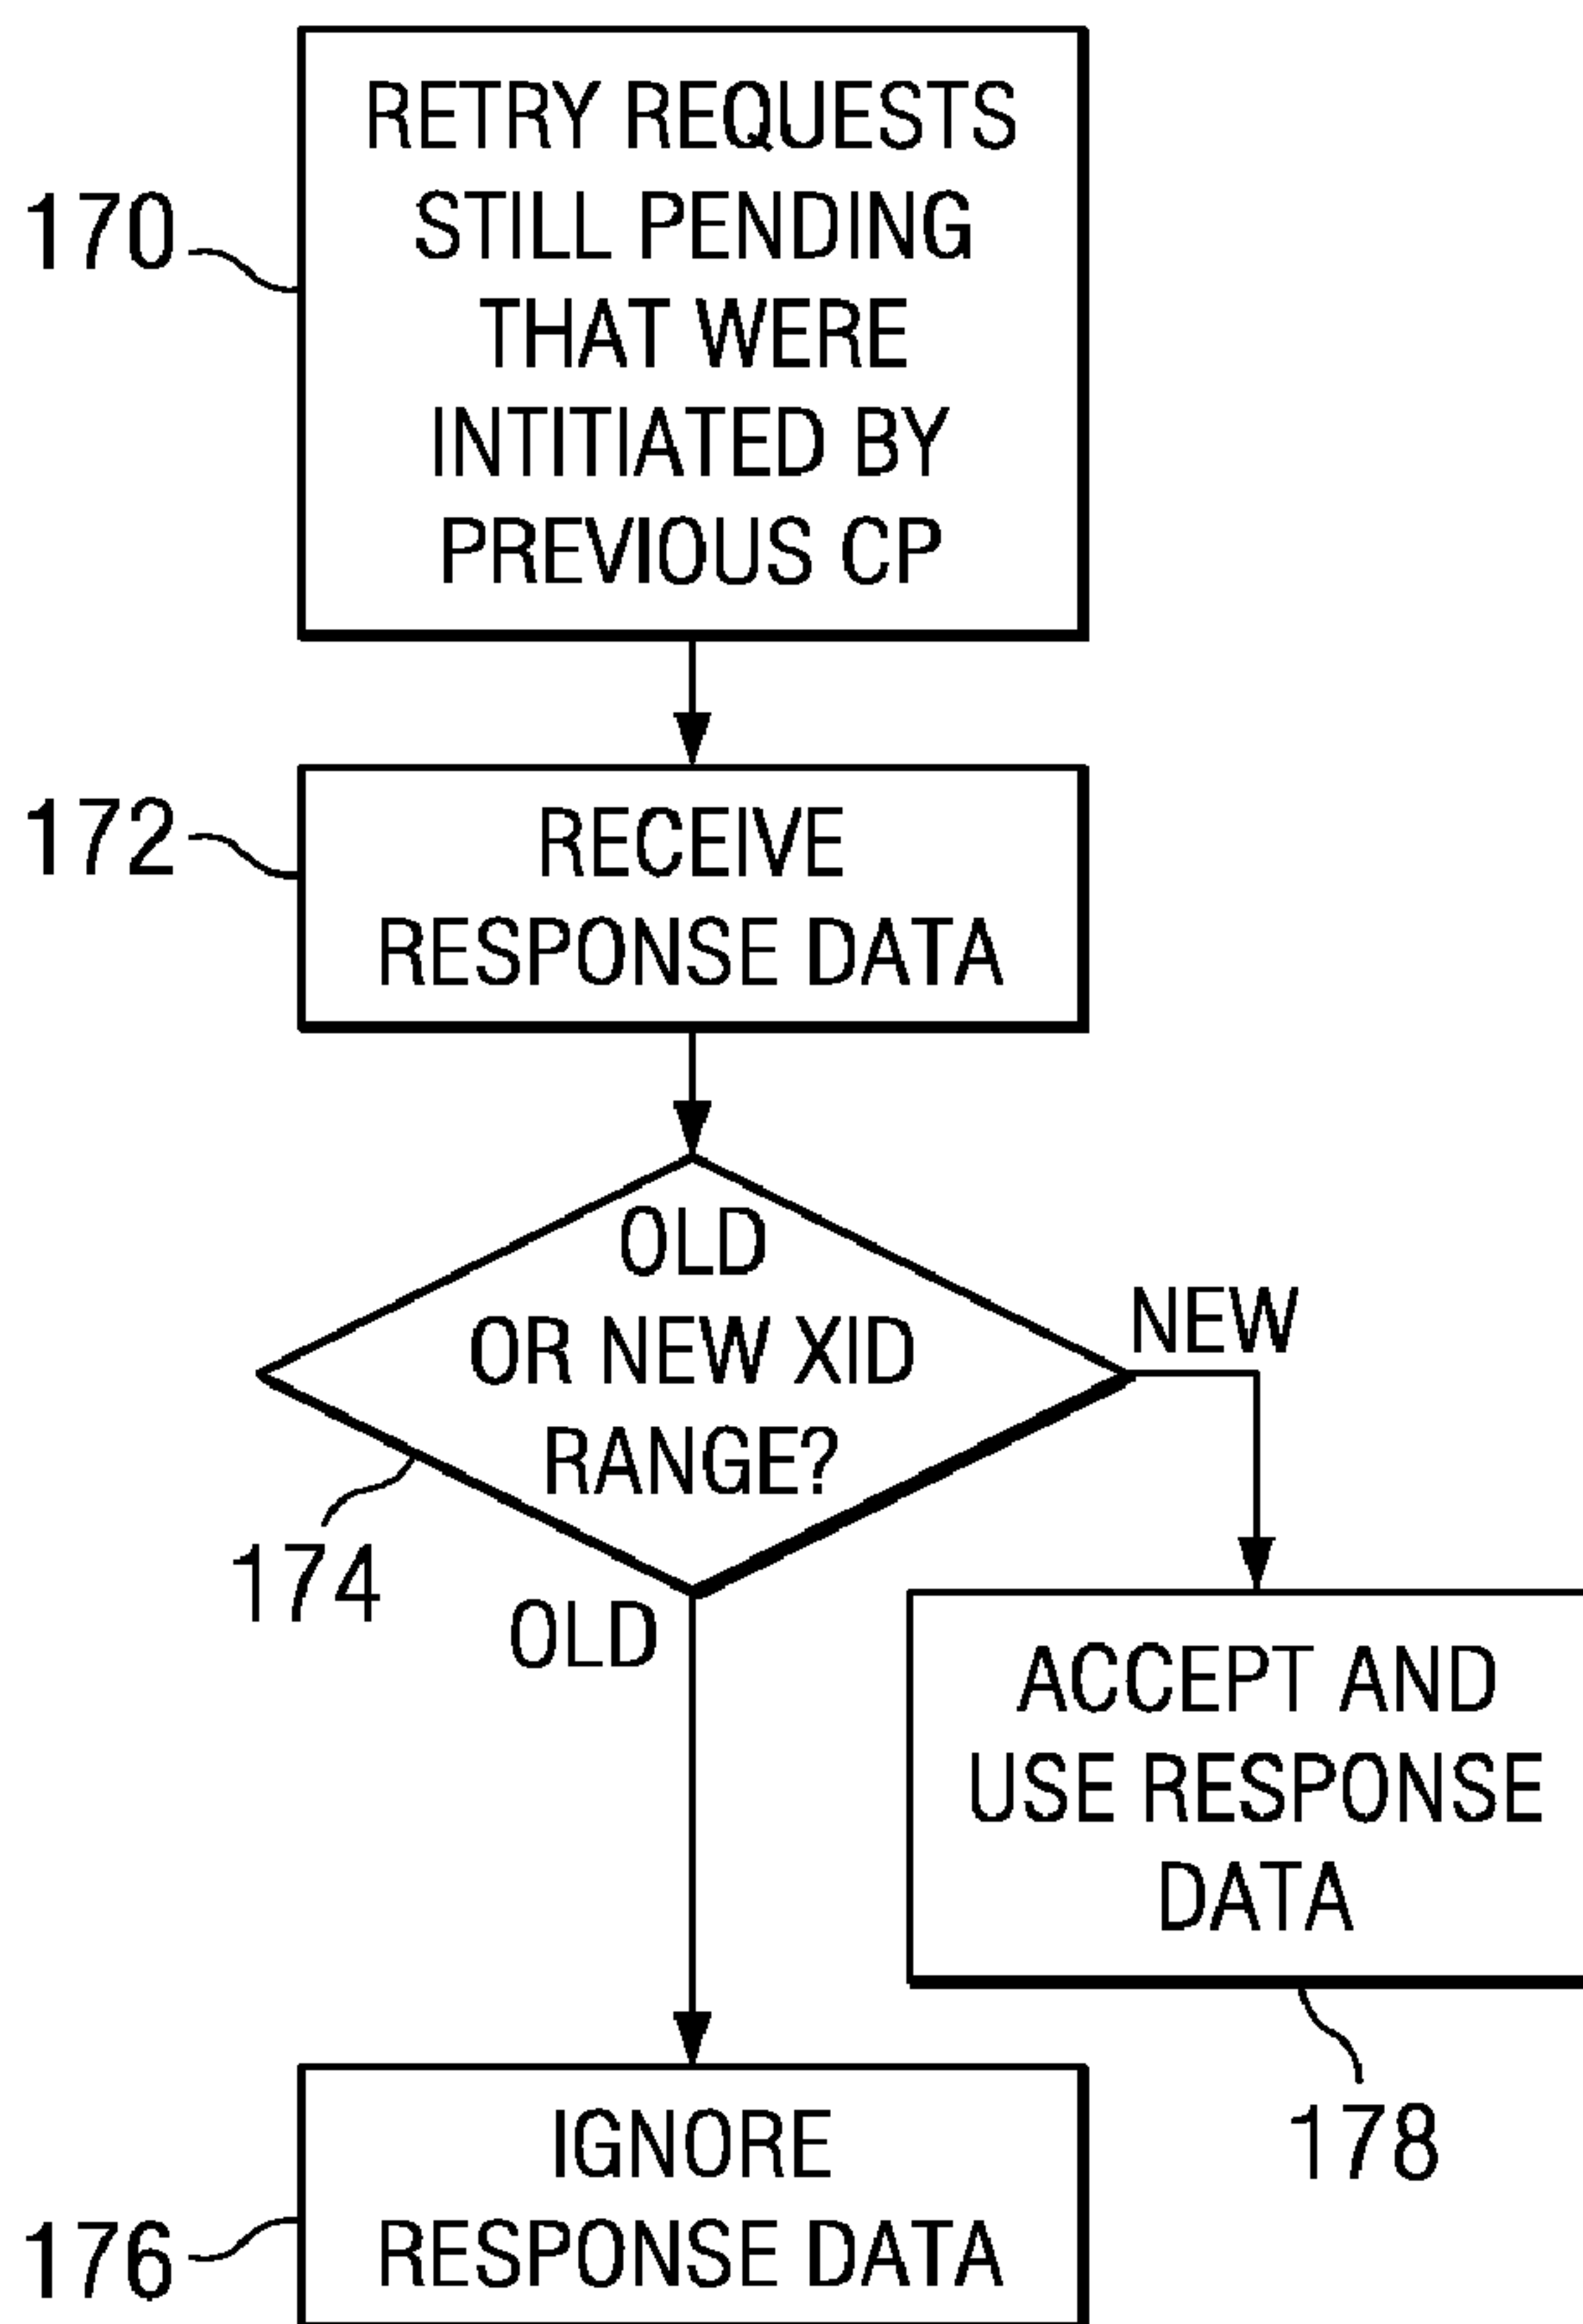 RETRY REQUESTS
STILL PENDING
THAT WERE
INTITIATED BY
PREVIOUS CP
170
RECEIVE
RESPONSE DATA
172
OLD
OR NEW XID
RANGE?
174
NEW
OLD
ACCEPT AND
USE RESPONSE
DATA
178
IGNORE
RESPONSE DATA
176